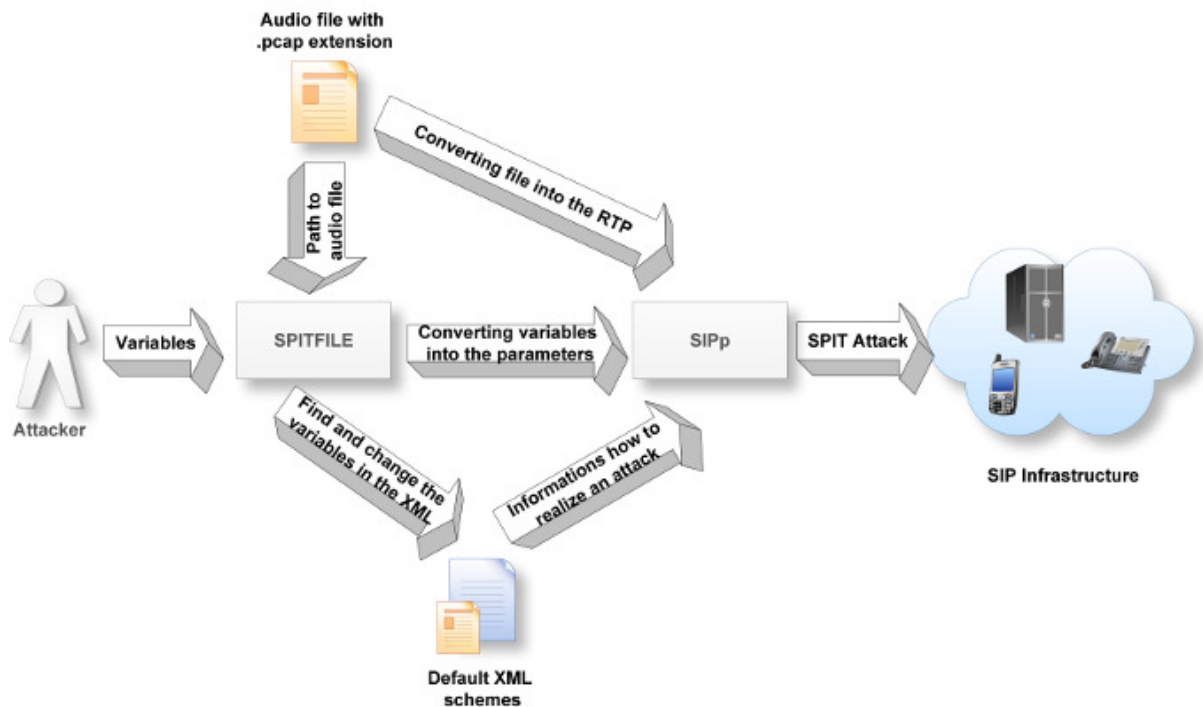 Audio file with
.pcap extension
Converting file into the RTP
Path to
audio file
Variables
SPITFILE
Converting variables
into the parameters
SIPp
SPIT Attack
Attacker
Find and change the
variables in the XML
Informations how to
realize an attack
SIP Infrastructure
Default XML
schemes